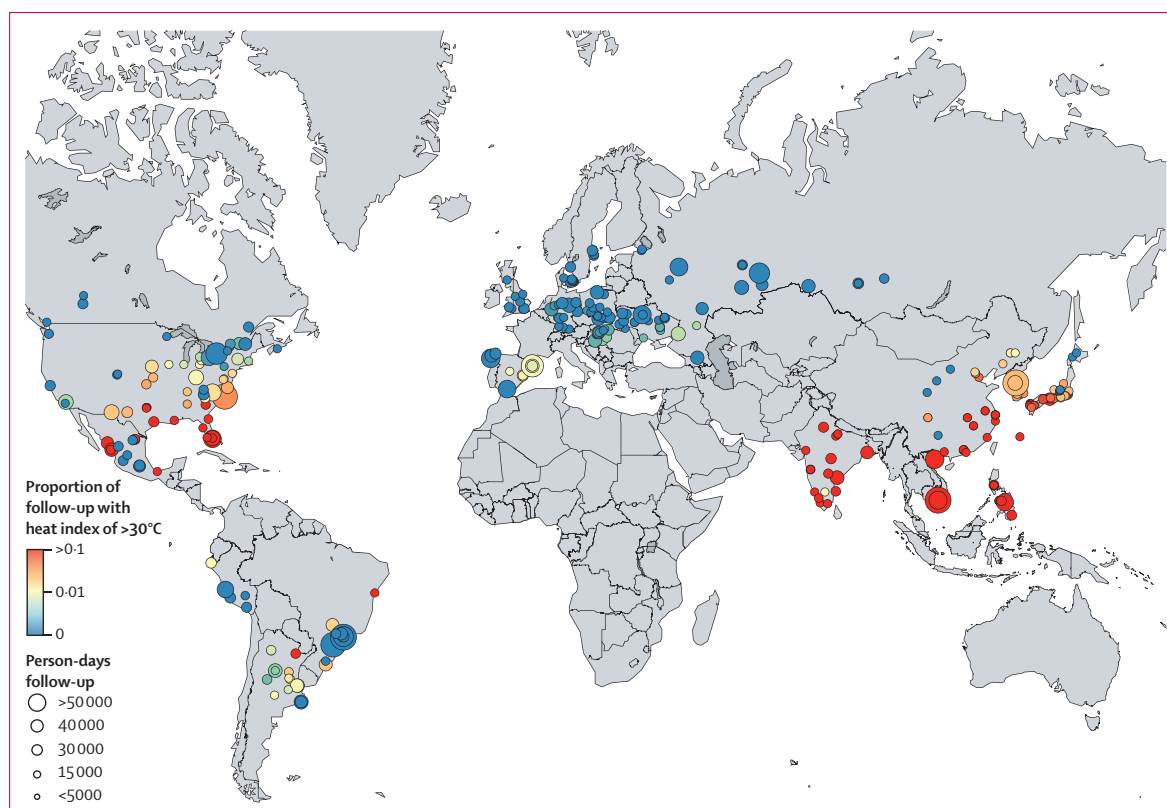 Proportion of
follow-up with
heat index of >30°C
>0·1
0·01
0
Person-days
follow-up
>50 000
40 000
30 000
15 000
<5000